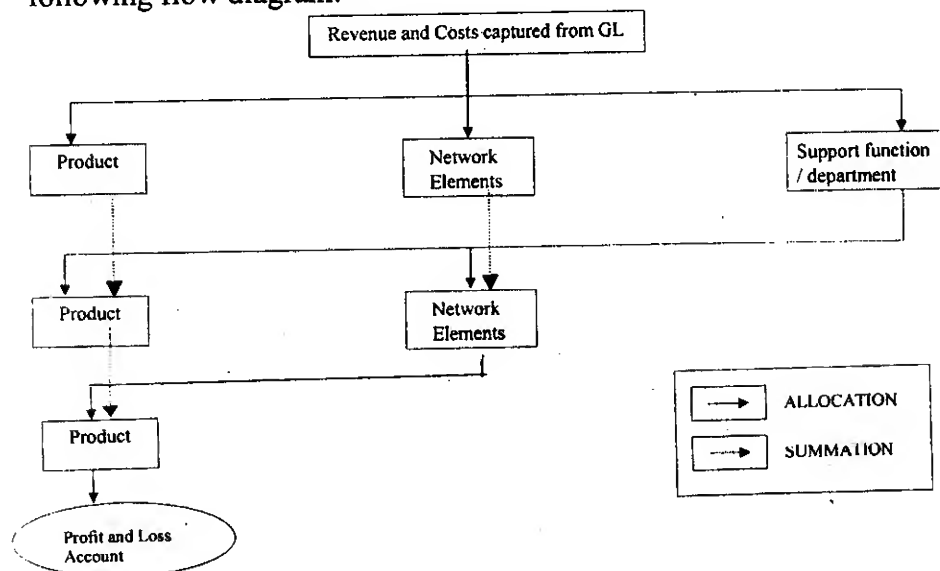 following flow diagram.
Revenue and Costs captured from GL
Product
Network
Elements
Support function
/ department
Product
Network
Elements
Product
ALLOCATION
SUMMATION
Profit and Loss
Account